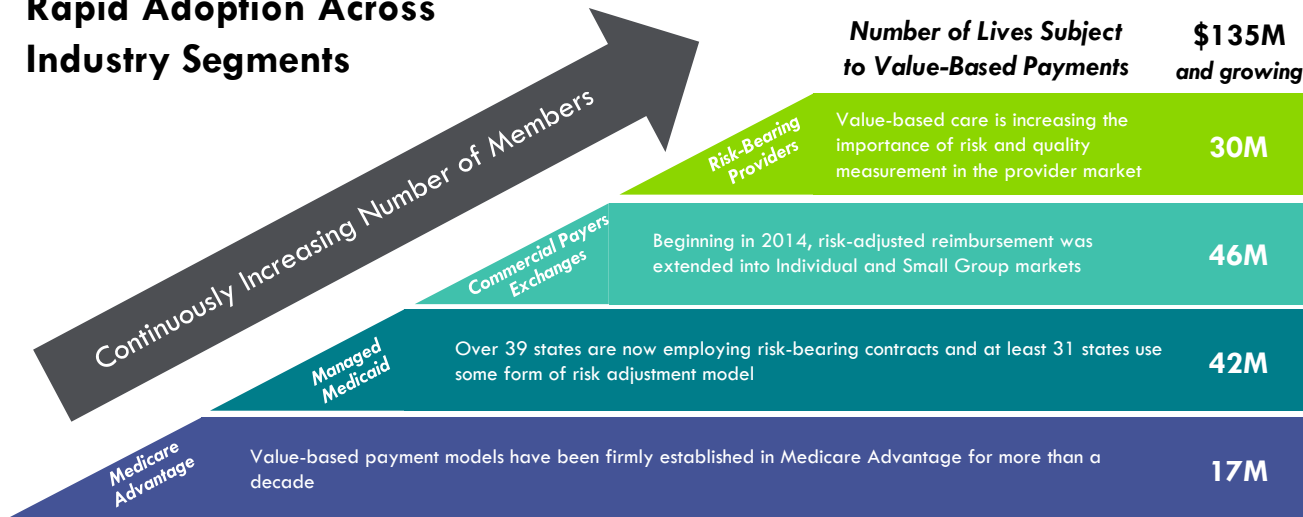 Rapid Adoption Across
Industry Segments
Number of Lives Subject
to Value-Based Payments
$135M
and growing
Continuously Increasing Number of Members
Risk-Bearing
Providers
Value-based care is increasing the
importance of risk and quality
measurement in the provider market
30M
Commercial Payers
Exchanges
Beginning in 2014, risk-adjusted reimbursement was
extended into Individual and Small Group markets
46M
Managed
Medicaid
Over 39 states are now employing risk-bearing contracts and at least 31 states use
some form of risk adjustment model
42M
Medicare
Advantage
Value-based payment models have been firmly established in Medicare Advantage for more than a
decade
17M